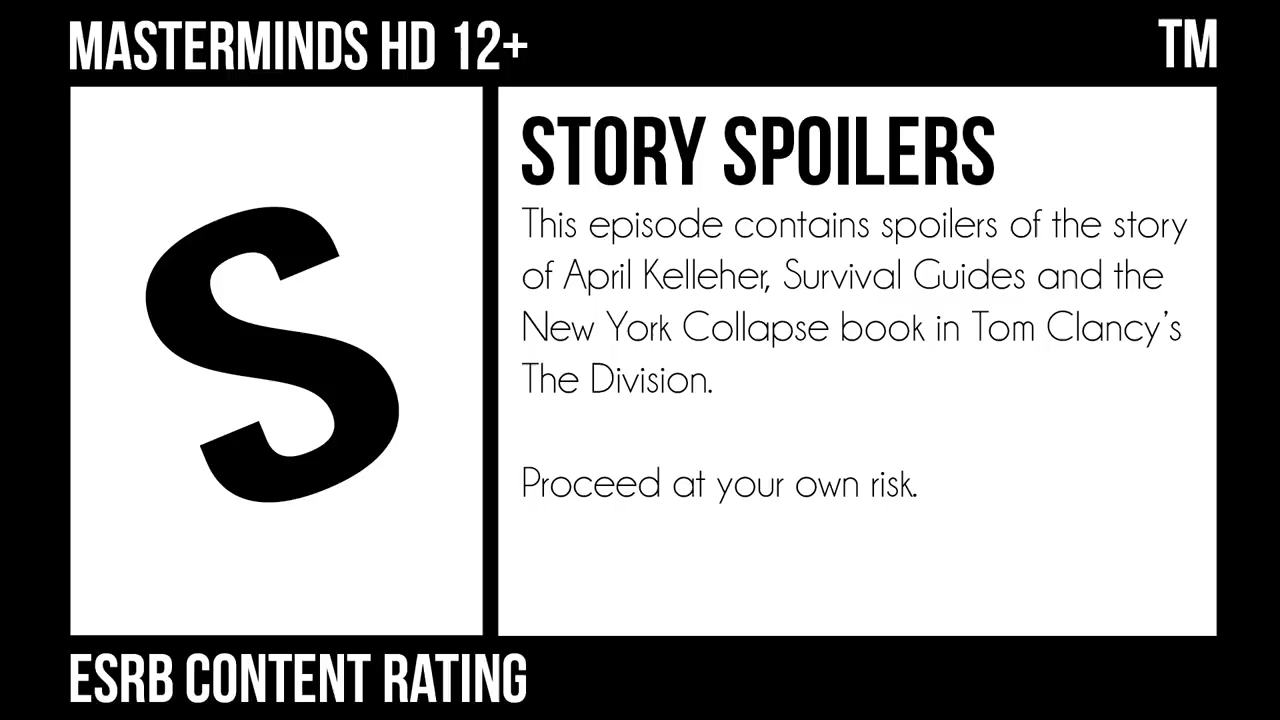 MASTERMINDS HD 12+
TM
S
STORY SPOILERS
This episode contains spoilers of the story
of April Kelleher, Survival Guides and the
New York Collapse book in Tom Clancy's
The Division.
Proceed at your own risk.
ESRB CONTENT RATING